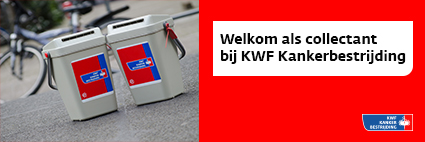 Welkom als collectant
bij KWF Kankerbestrijding
KWF
KANKER
BESTRIJDING